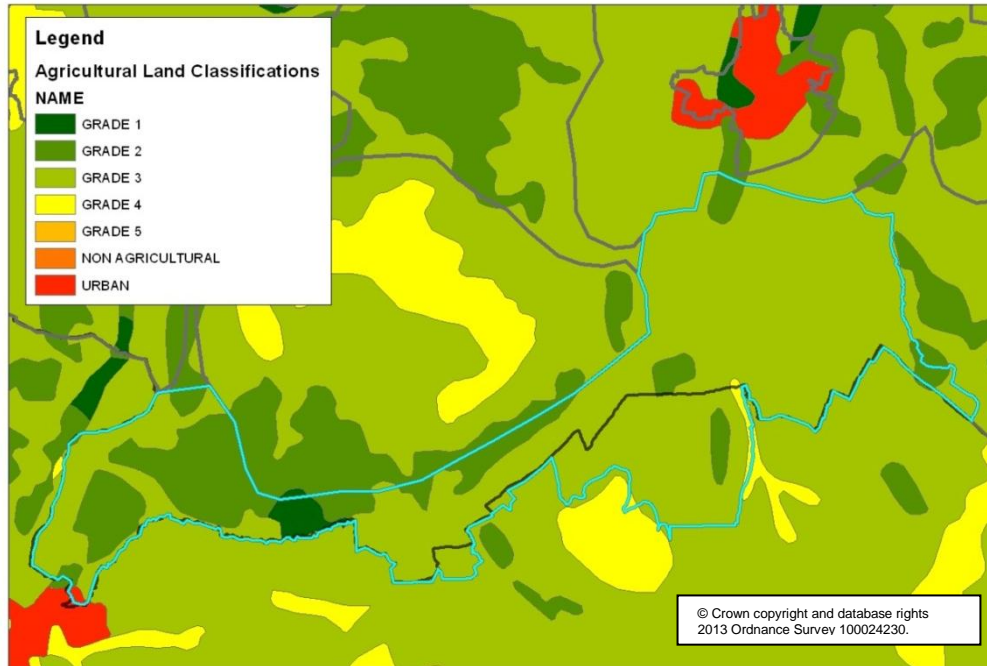 Legend
Agricultural Land Classifications
NAME
GRADE 1
GRADE 2
GRADE 3
GRADE 4
GRADE 5
NON AGRICULTURAL
URBAN
© Crown copyright and database rights
2013 Ordnance Survey 100024230.